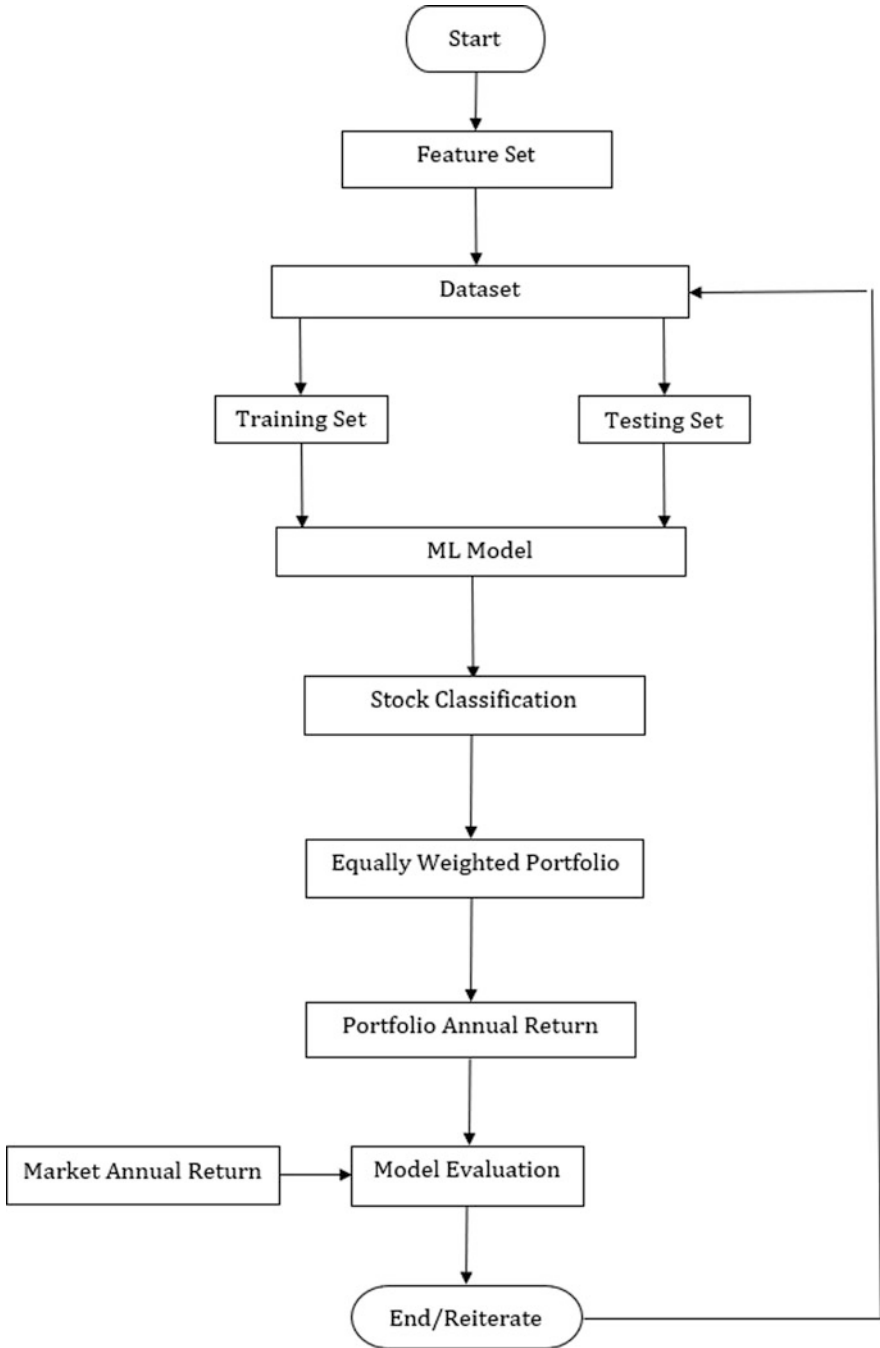 Start
Feature Set
Dataset
Training Set
Testing Set
ML Model
Stock Classification
Equally Weighted Portfolio
Portfolio Annual Return
Market Annual Return
Model Evaluation
End/Reiterate